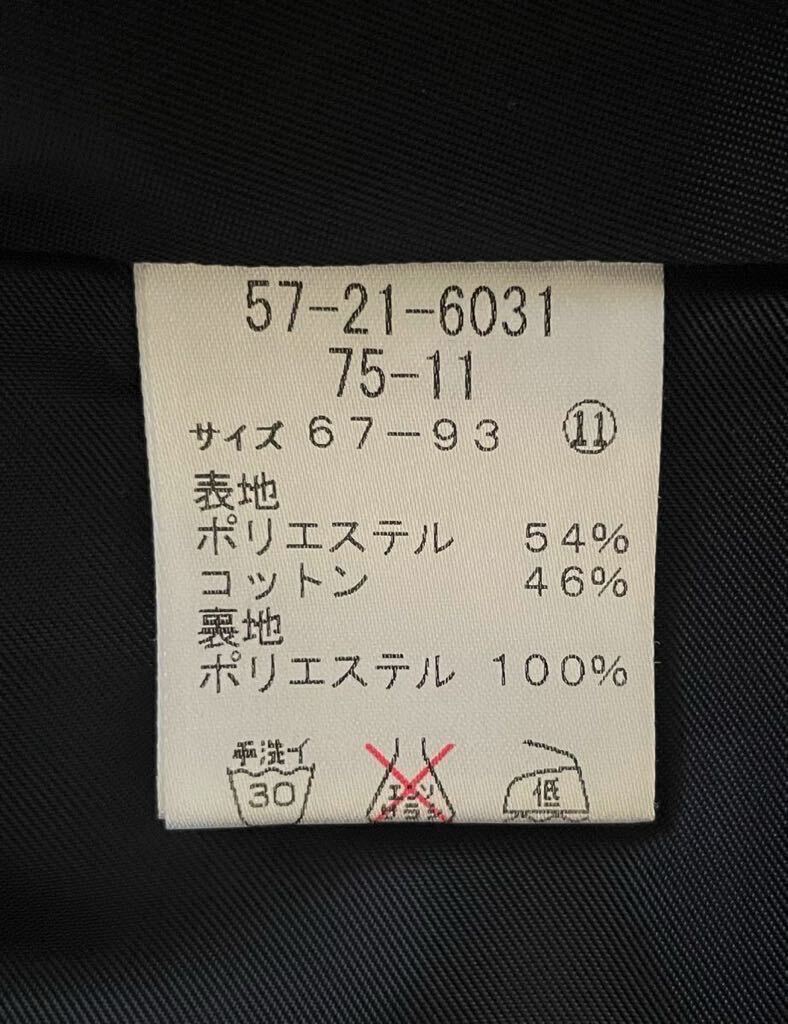 57-21-6031
75-11
サイズ 67-93 ⑪
表地
ポリエステル 54%
コットン 46%
裏地
ポリエステル 100%
手洗イ
30
エンソ
サラシ
低